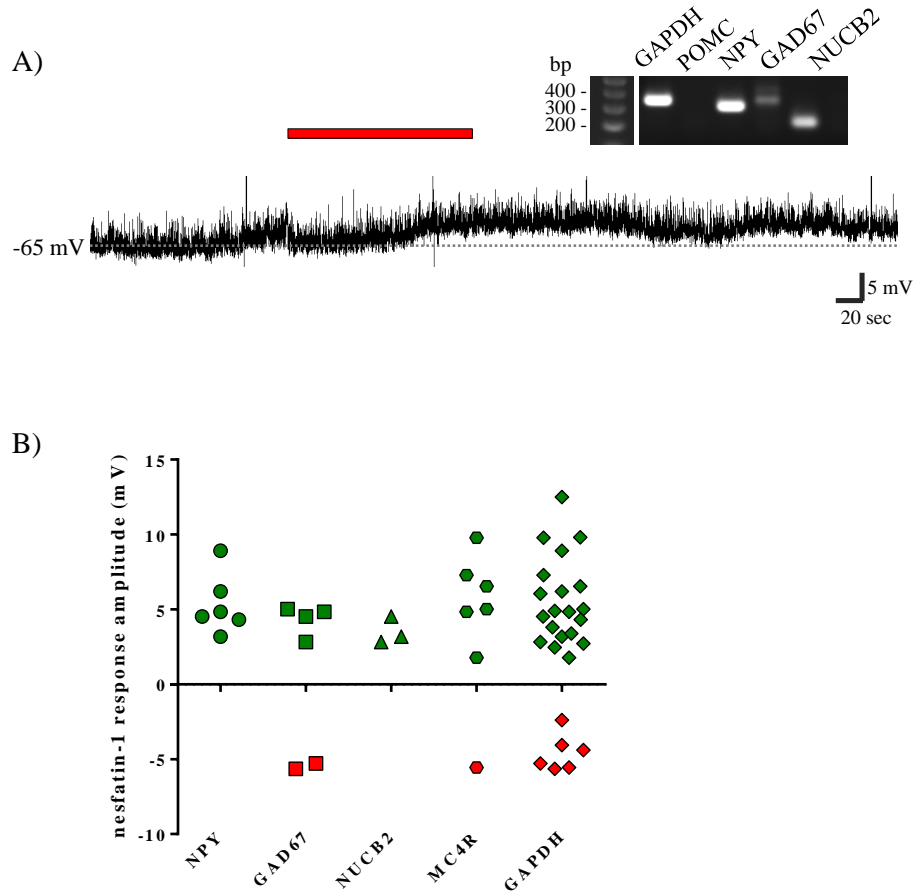 A)
GAPDH
POMC
NPY
GAD67
NUCB2
bp
400 -
300 -
200 -
-65 mV
5 mV
20 sec
B)
nesfatin-1 response amplitude (mV)
15
10
5
0
-5
-10
NPY
GAD67
NUCB2
MC4R
GAPDH